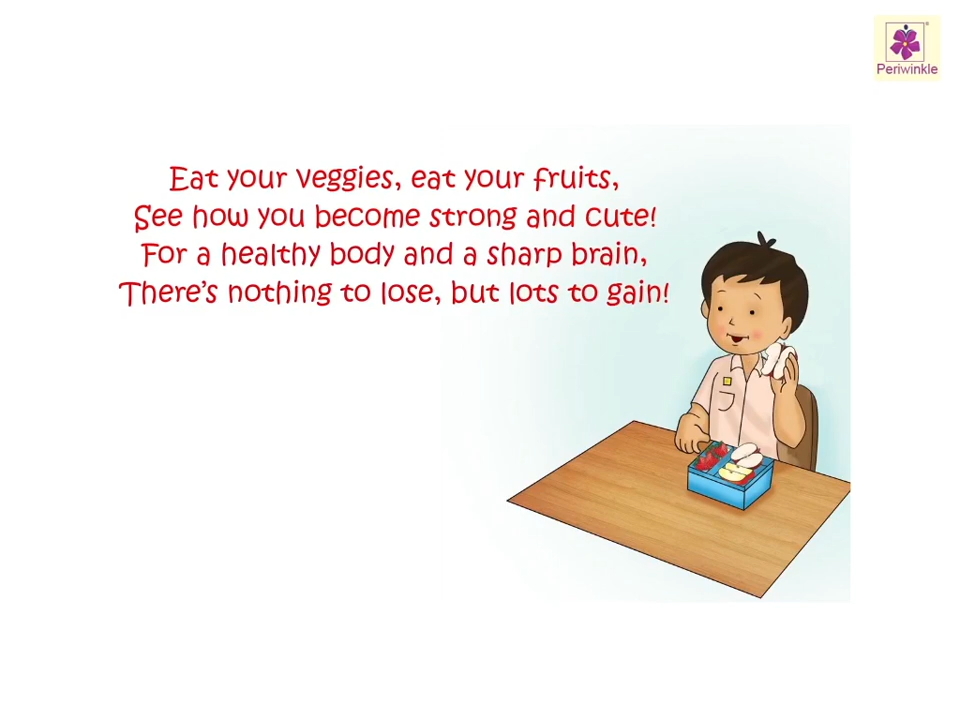 Periwinkle
Eat your veggies, eat your fruits,
See how you become strong and cute!
For a healthy body and a sharp brain,
There's nothing to lose, but lots to gain!